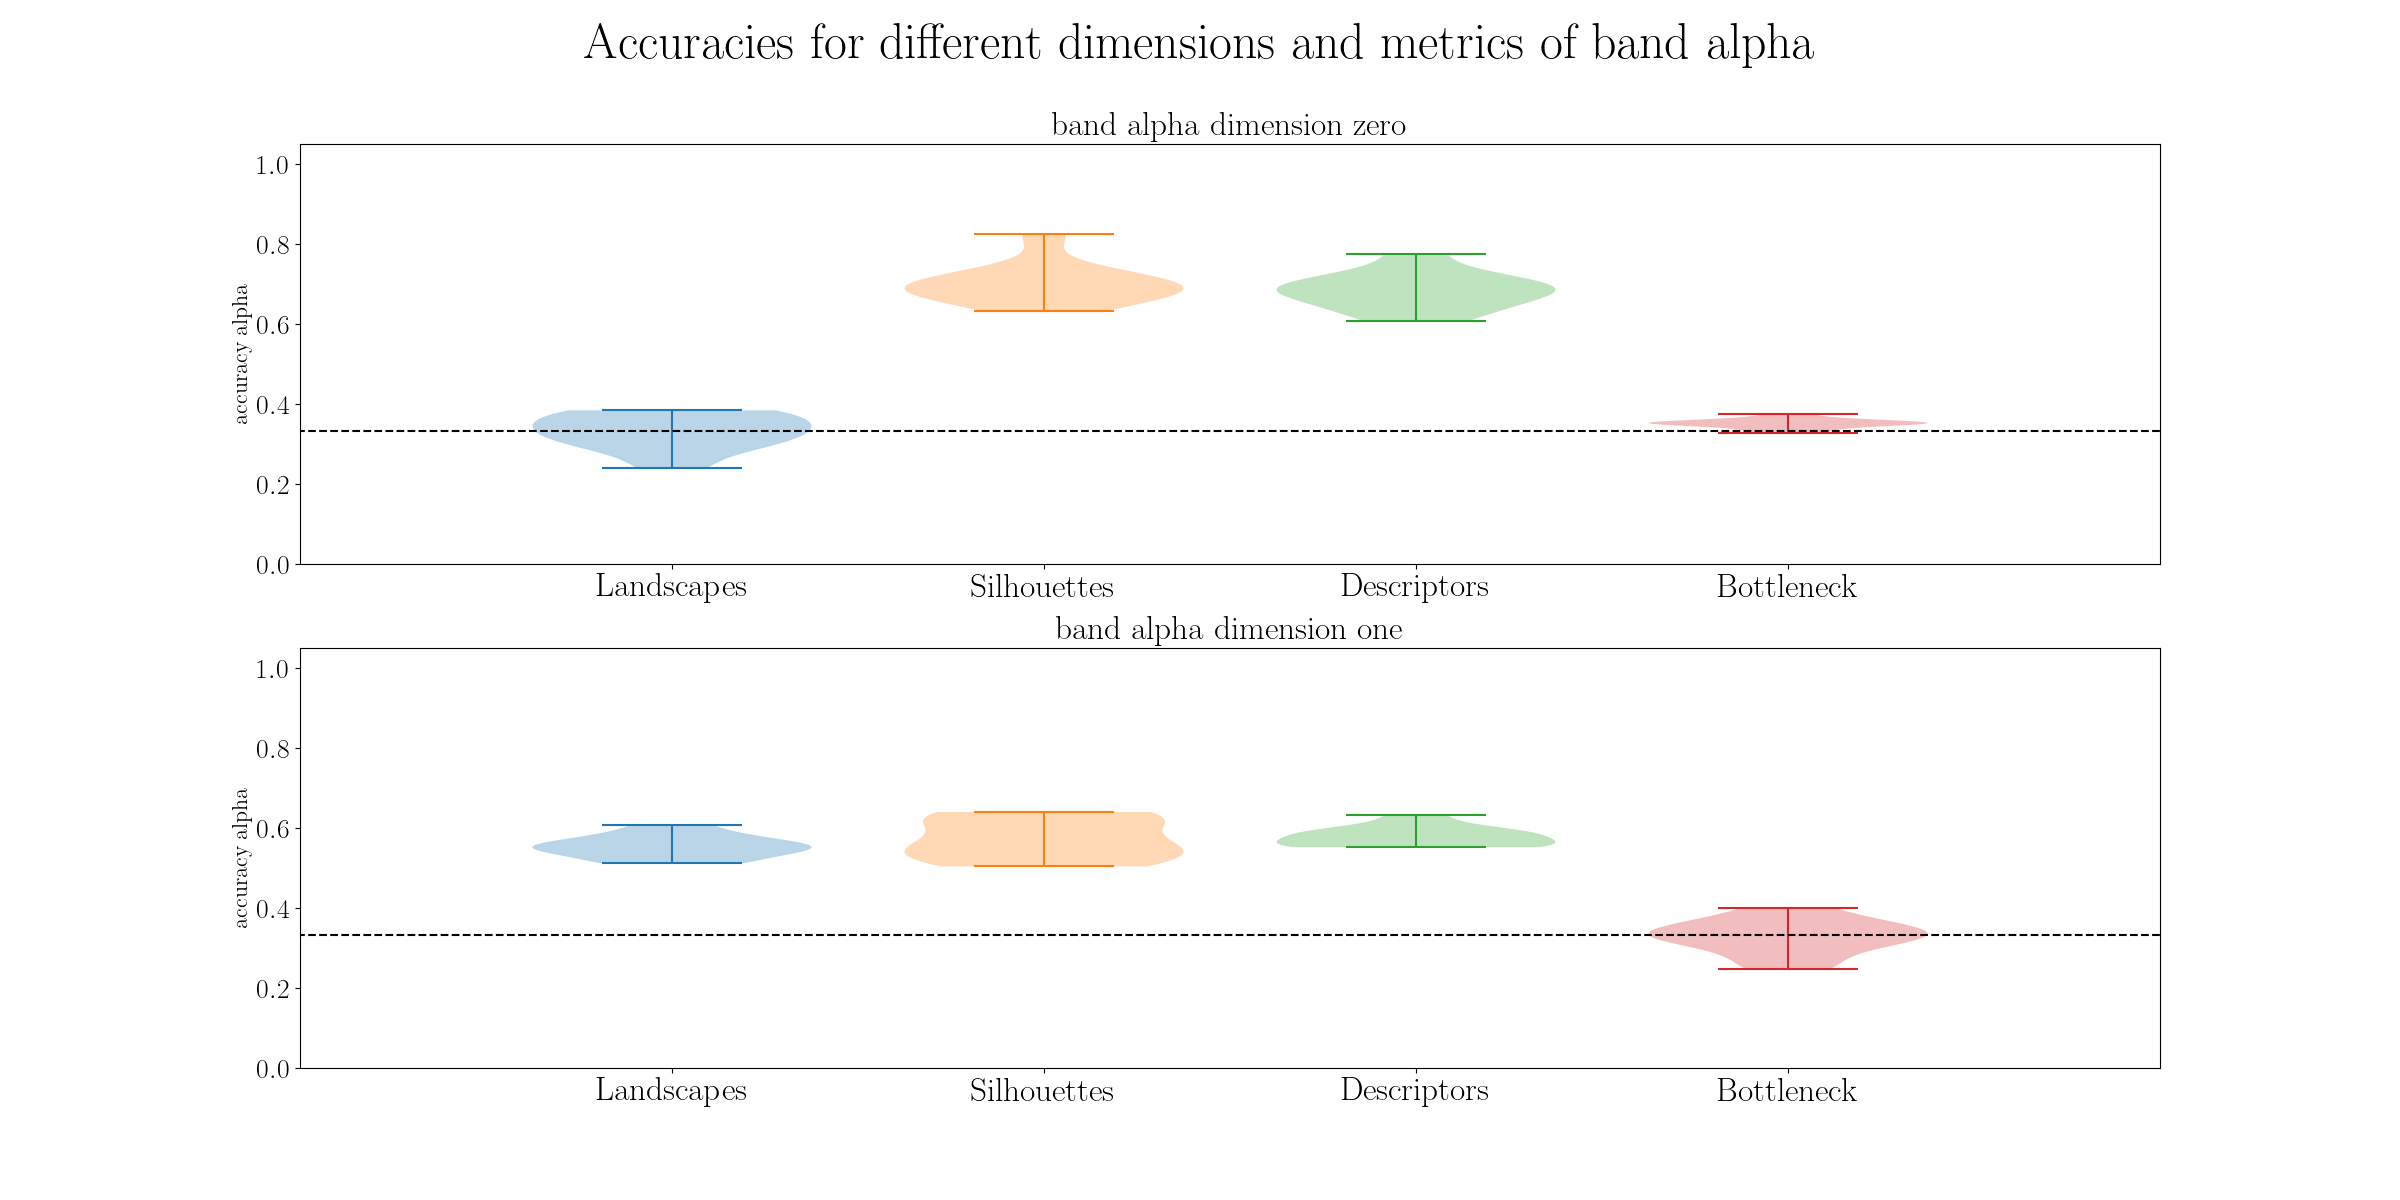 Accuracies for different dimensions and metrics of band alpha
band alpha dimension zero
accuracy alpha
1.0
0.8
0.6
0.4
0.2
0.0
Landscapes Silhouettes Descriptors Bottleneck
band alpha dimension one
accuracy alpha
1.0
0.8
0.6
0.4
0.2
0.0
Landscapes Silhouettes Descriptors Bottleneck